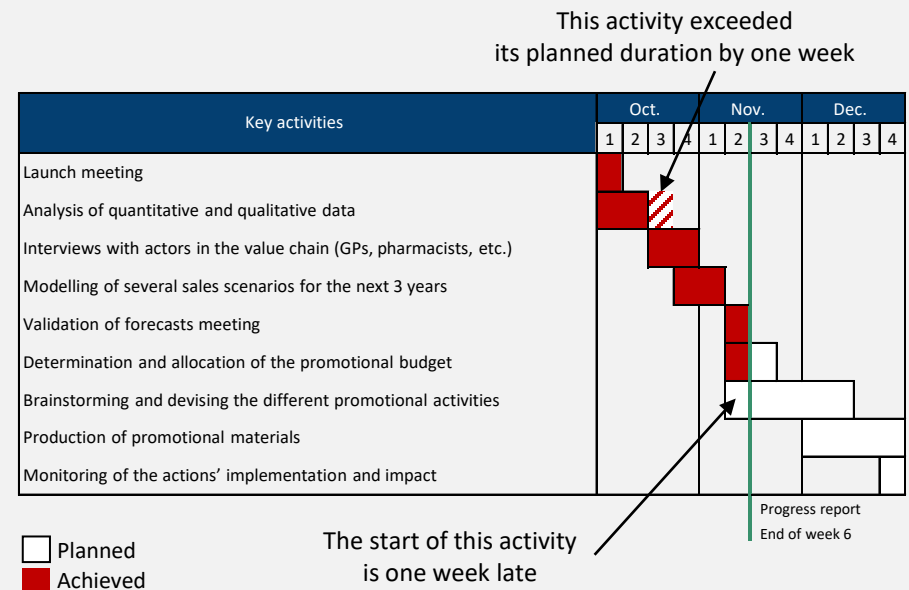 This activity exceeded
its planned duration by one week
Key activities
Oct. Nov. Dec.
1 2 3 4 1 2 3 4 1 2 3 4
Launch meeting
Analysis of quantitative and qualitative data
Interviews with actors in the value chain (GPs, pharmacists, etc.)
Modelling of several sales scenarios for the next 3 years
Validation of forecasts meeting
Determination and allocation of the promotional budget
Brainstorming and devising the different promotional activities
Production of promotional materials
Monitoring of the actions’ implementation and impact
Progress report
End of week 6
The start of this activity
is one week late
Planned
Achieved